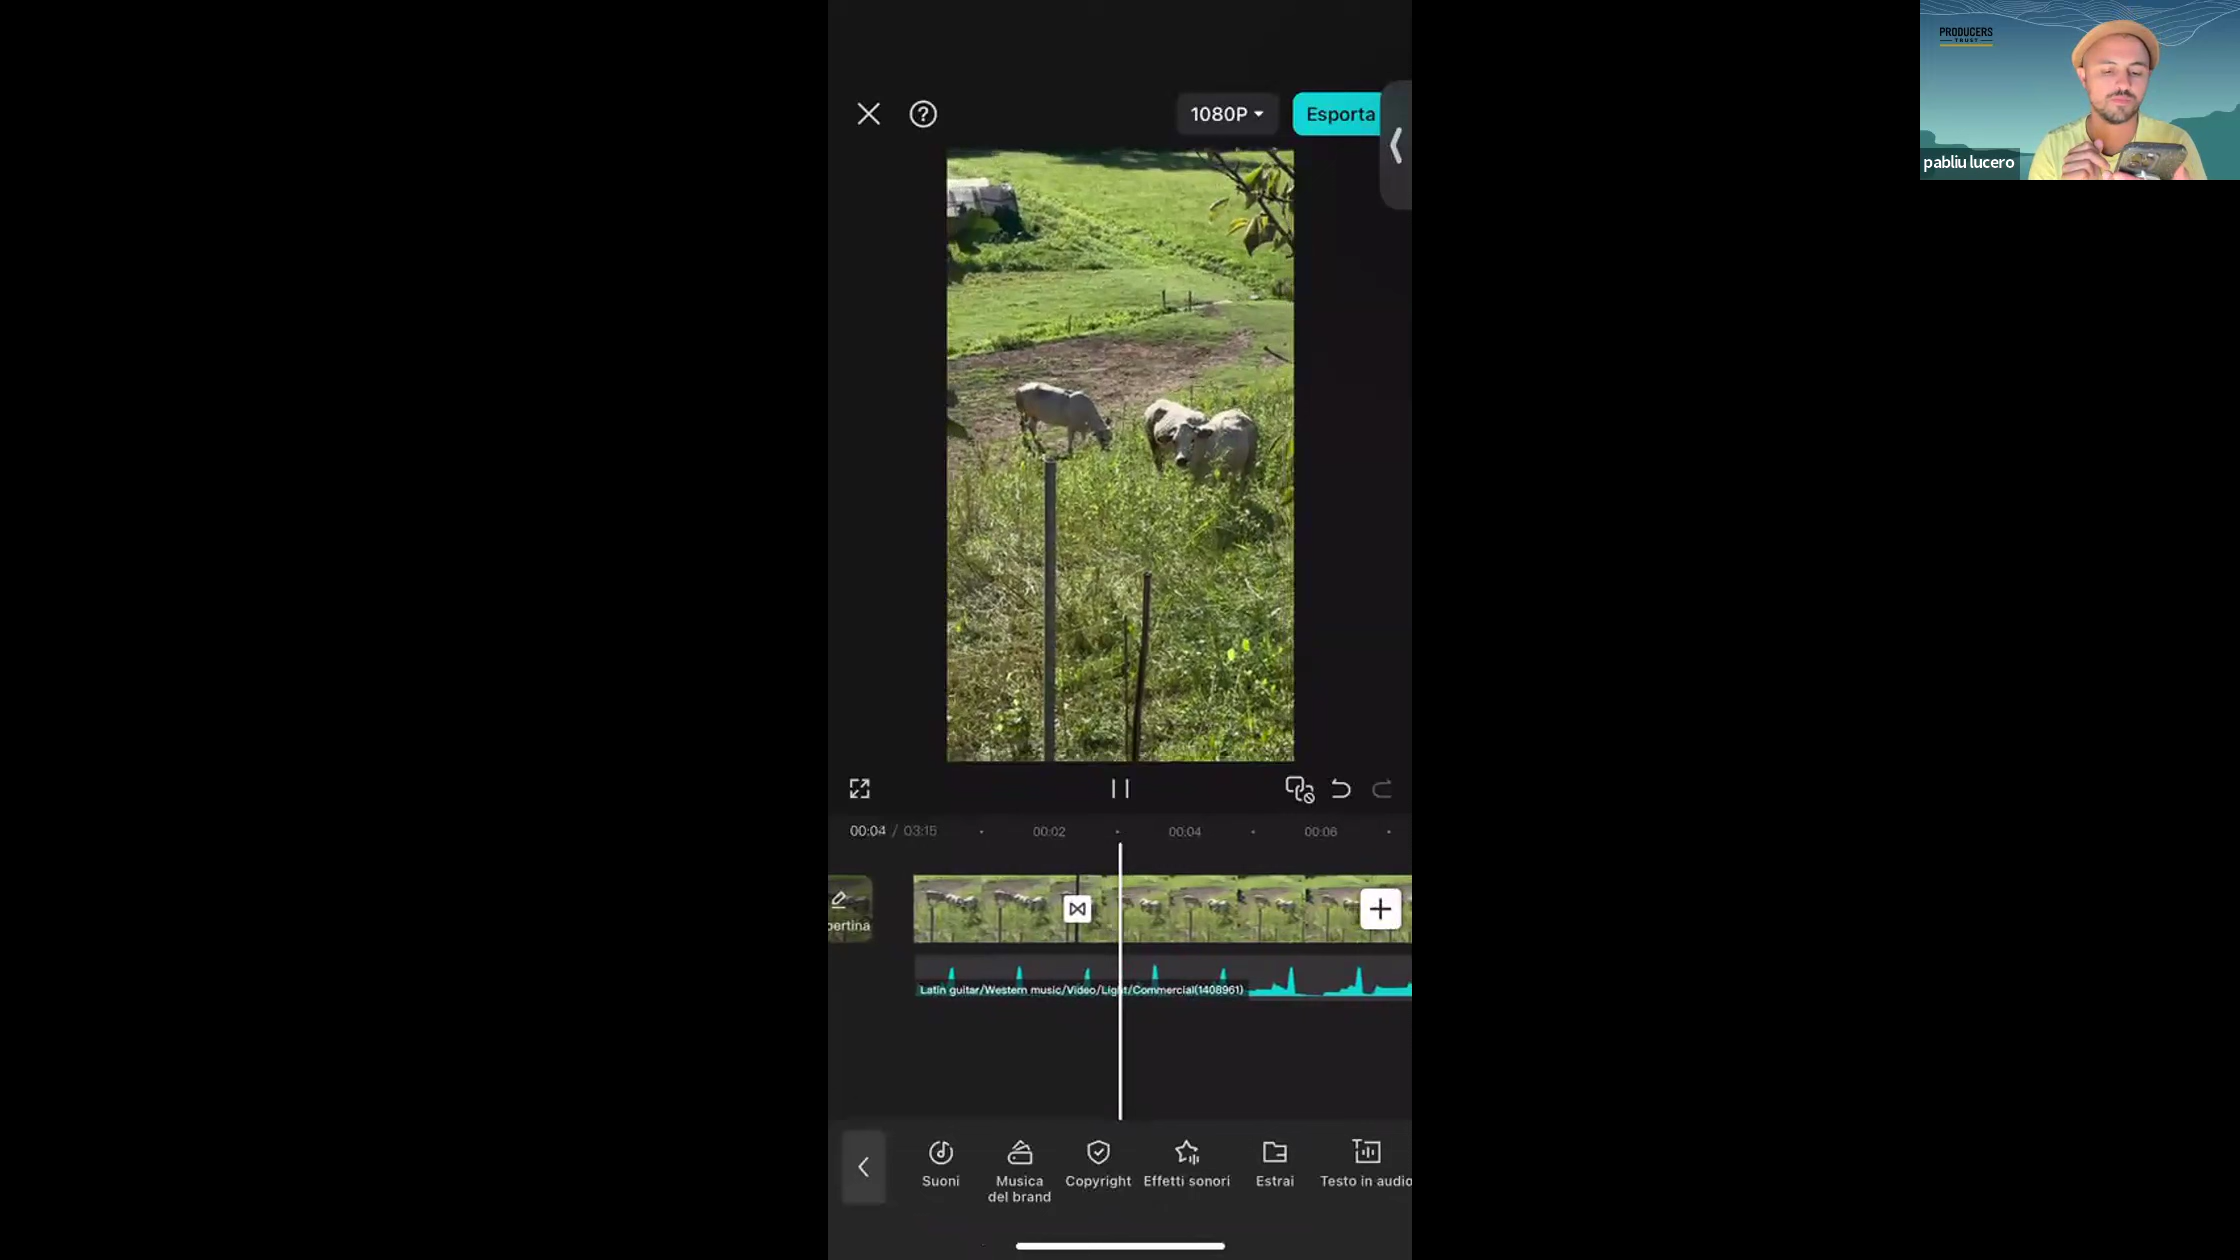 PRODUCERS
TRUST
pabliu lucero
1080P
Esporta
00:04 / 03:15
00:02
00:04
00:06
pertina
Latin guitar/Western music/Video/Light/Commercial(1408961)
Suoni
Musica
del brand
Copyright
Effetti sonori
Estrai
Testo in audio